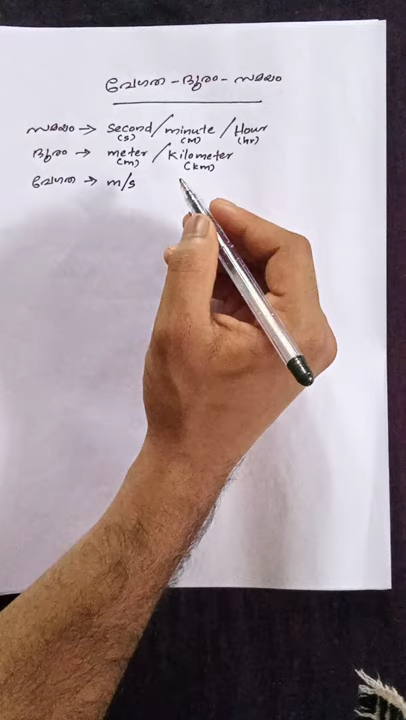 വേഗത - ദൂരം - സമയം
സമയം → Second / minute / Hour
(s) (M) (hr)
ദൂരം → meter / Kilometer
(m) (km)
വേഗത → m/s